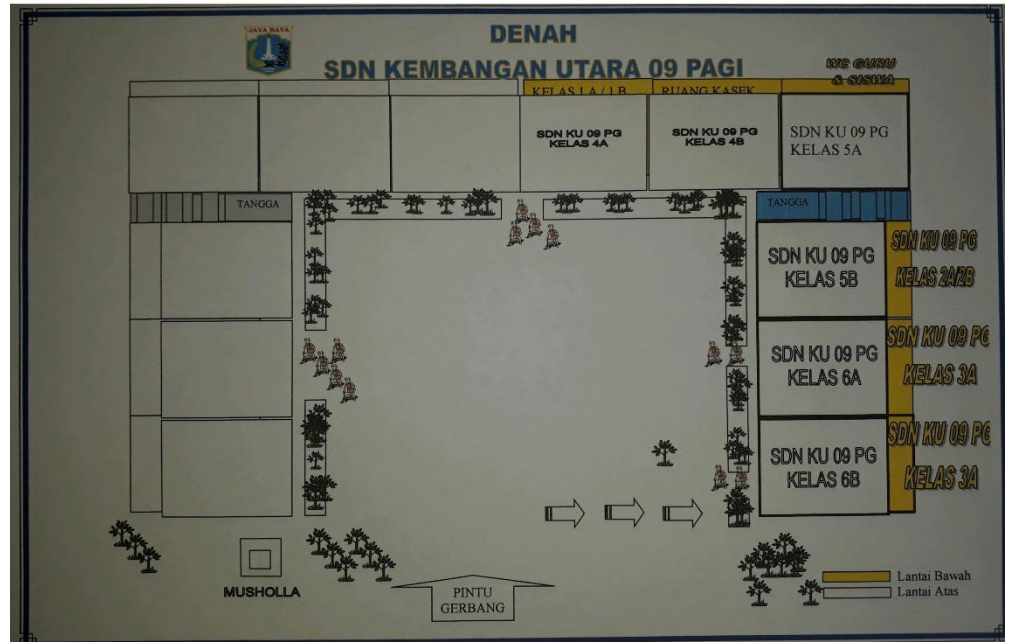 JAYA RAYA
DENAH
SDN KEMBANGAN UTARA 09 PAGI
WC GURU
& SISWA
KELAS 1 A / 1 B
RUANG KASEK
SDN KU 09 PG
KELAS 4A
SDN KU 09 PG
KELAS 4B
SDN KU 09 PG
KELAS 5A
TANGGA
TANGGA
SDN KU 09 PG
KELAS 5B
SDN KU 09 PG
KELAS 2A/2B
SDN KU 09 PG
KELAS 6A
SDN KU 09 PG
KELAS 3A
SDN KU 09 PG
KELAS 6B
SDN KU 09 PG
KELAS 3A
MUSHOLLA
PINTU
GERBANG
Lantai Bawah
Lantai Atas